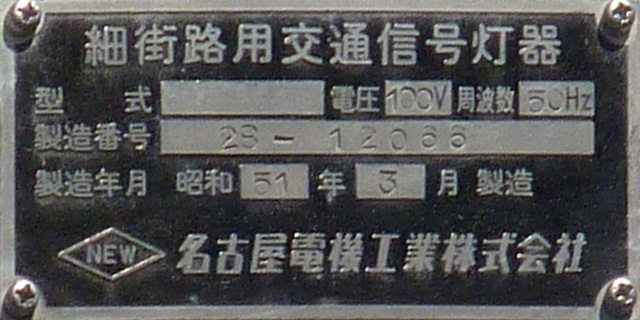 細街路用交通信号灯器
型 式 電圧 100V 周波数 50Hz
製造番号 2S-12066
製造年月 昭和 51 年 3 月 製造
NEW 名古屋電機工業株式会社